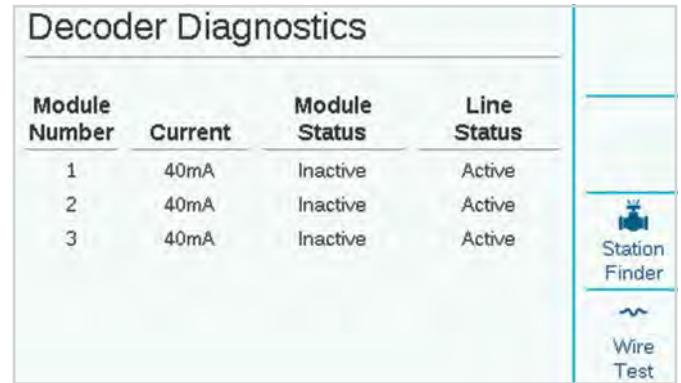 Decoder Diagnostics
Module Number Current Module Status Line Status
1 40mA Inactive Active
2 40mA Inactive Active
3 40mA Inactive Active
Station
Finder
Wire
Test